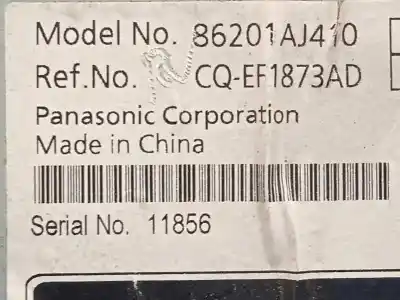 Model No. 86201AJ410
Ref.No. CQ-EF1873AD
Panasonic Corporation
Made in China
Serial No. 11856